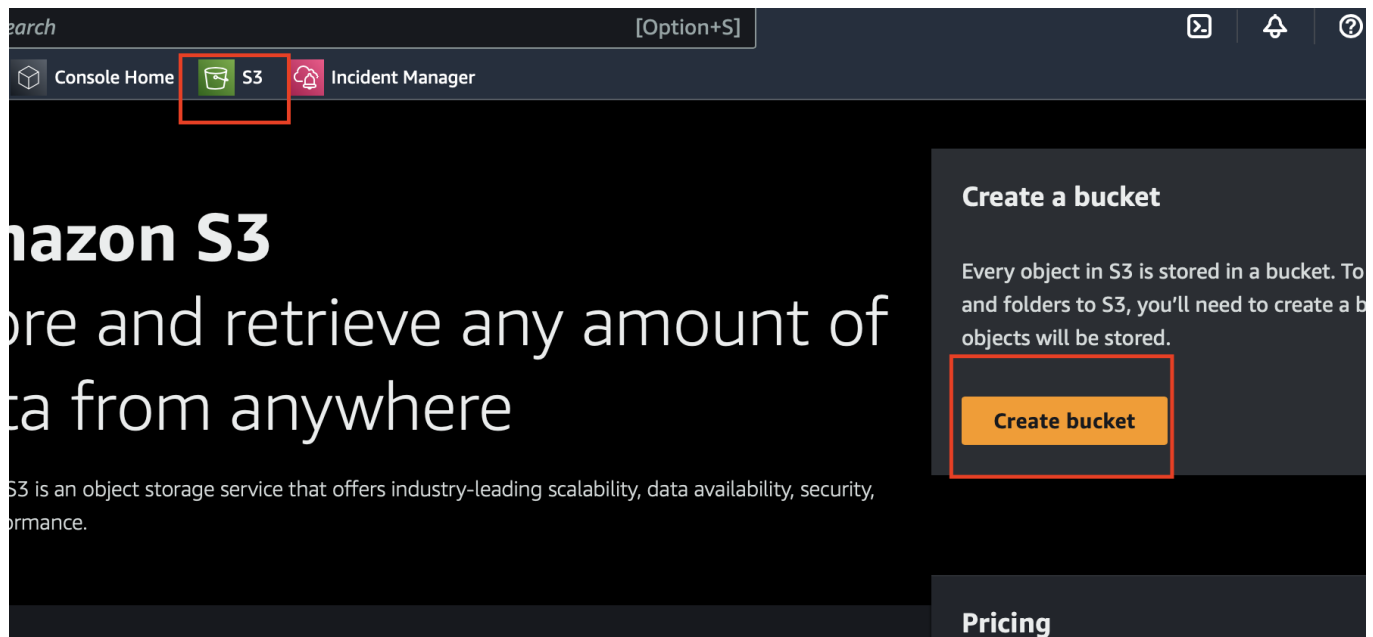 earch [Option+S]
Console Home S3 Incident Manager
nazon S3
ore and retrieve any amount of
ta from anywhere
S3 is an object storage service that offers industry-leading scalability, data availability, security,
ormance.
Create a bucket
Every object in S3 is stored in a bucket. To
and folders to S3, you'll need to create a b
objects will be stored.
Create bucket
Pricing